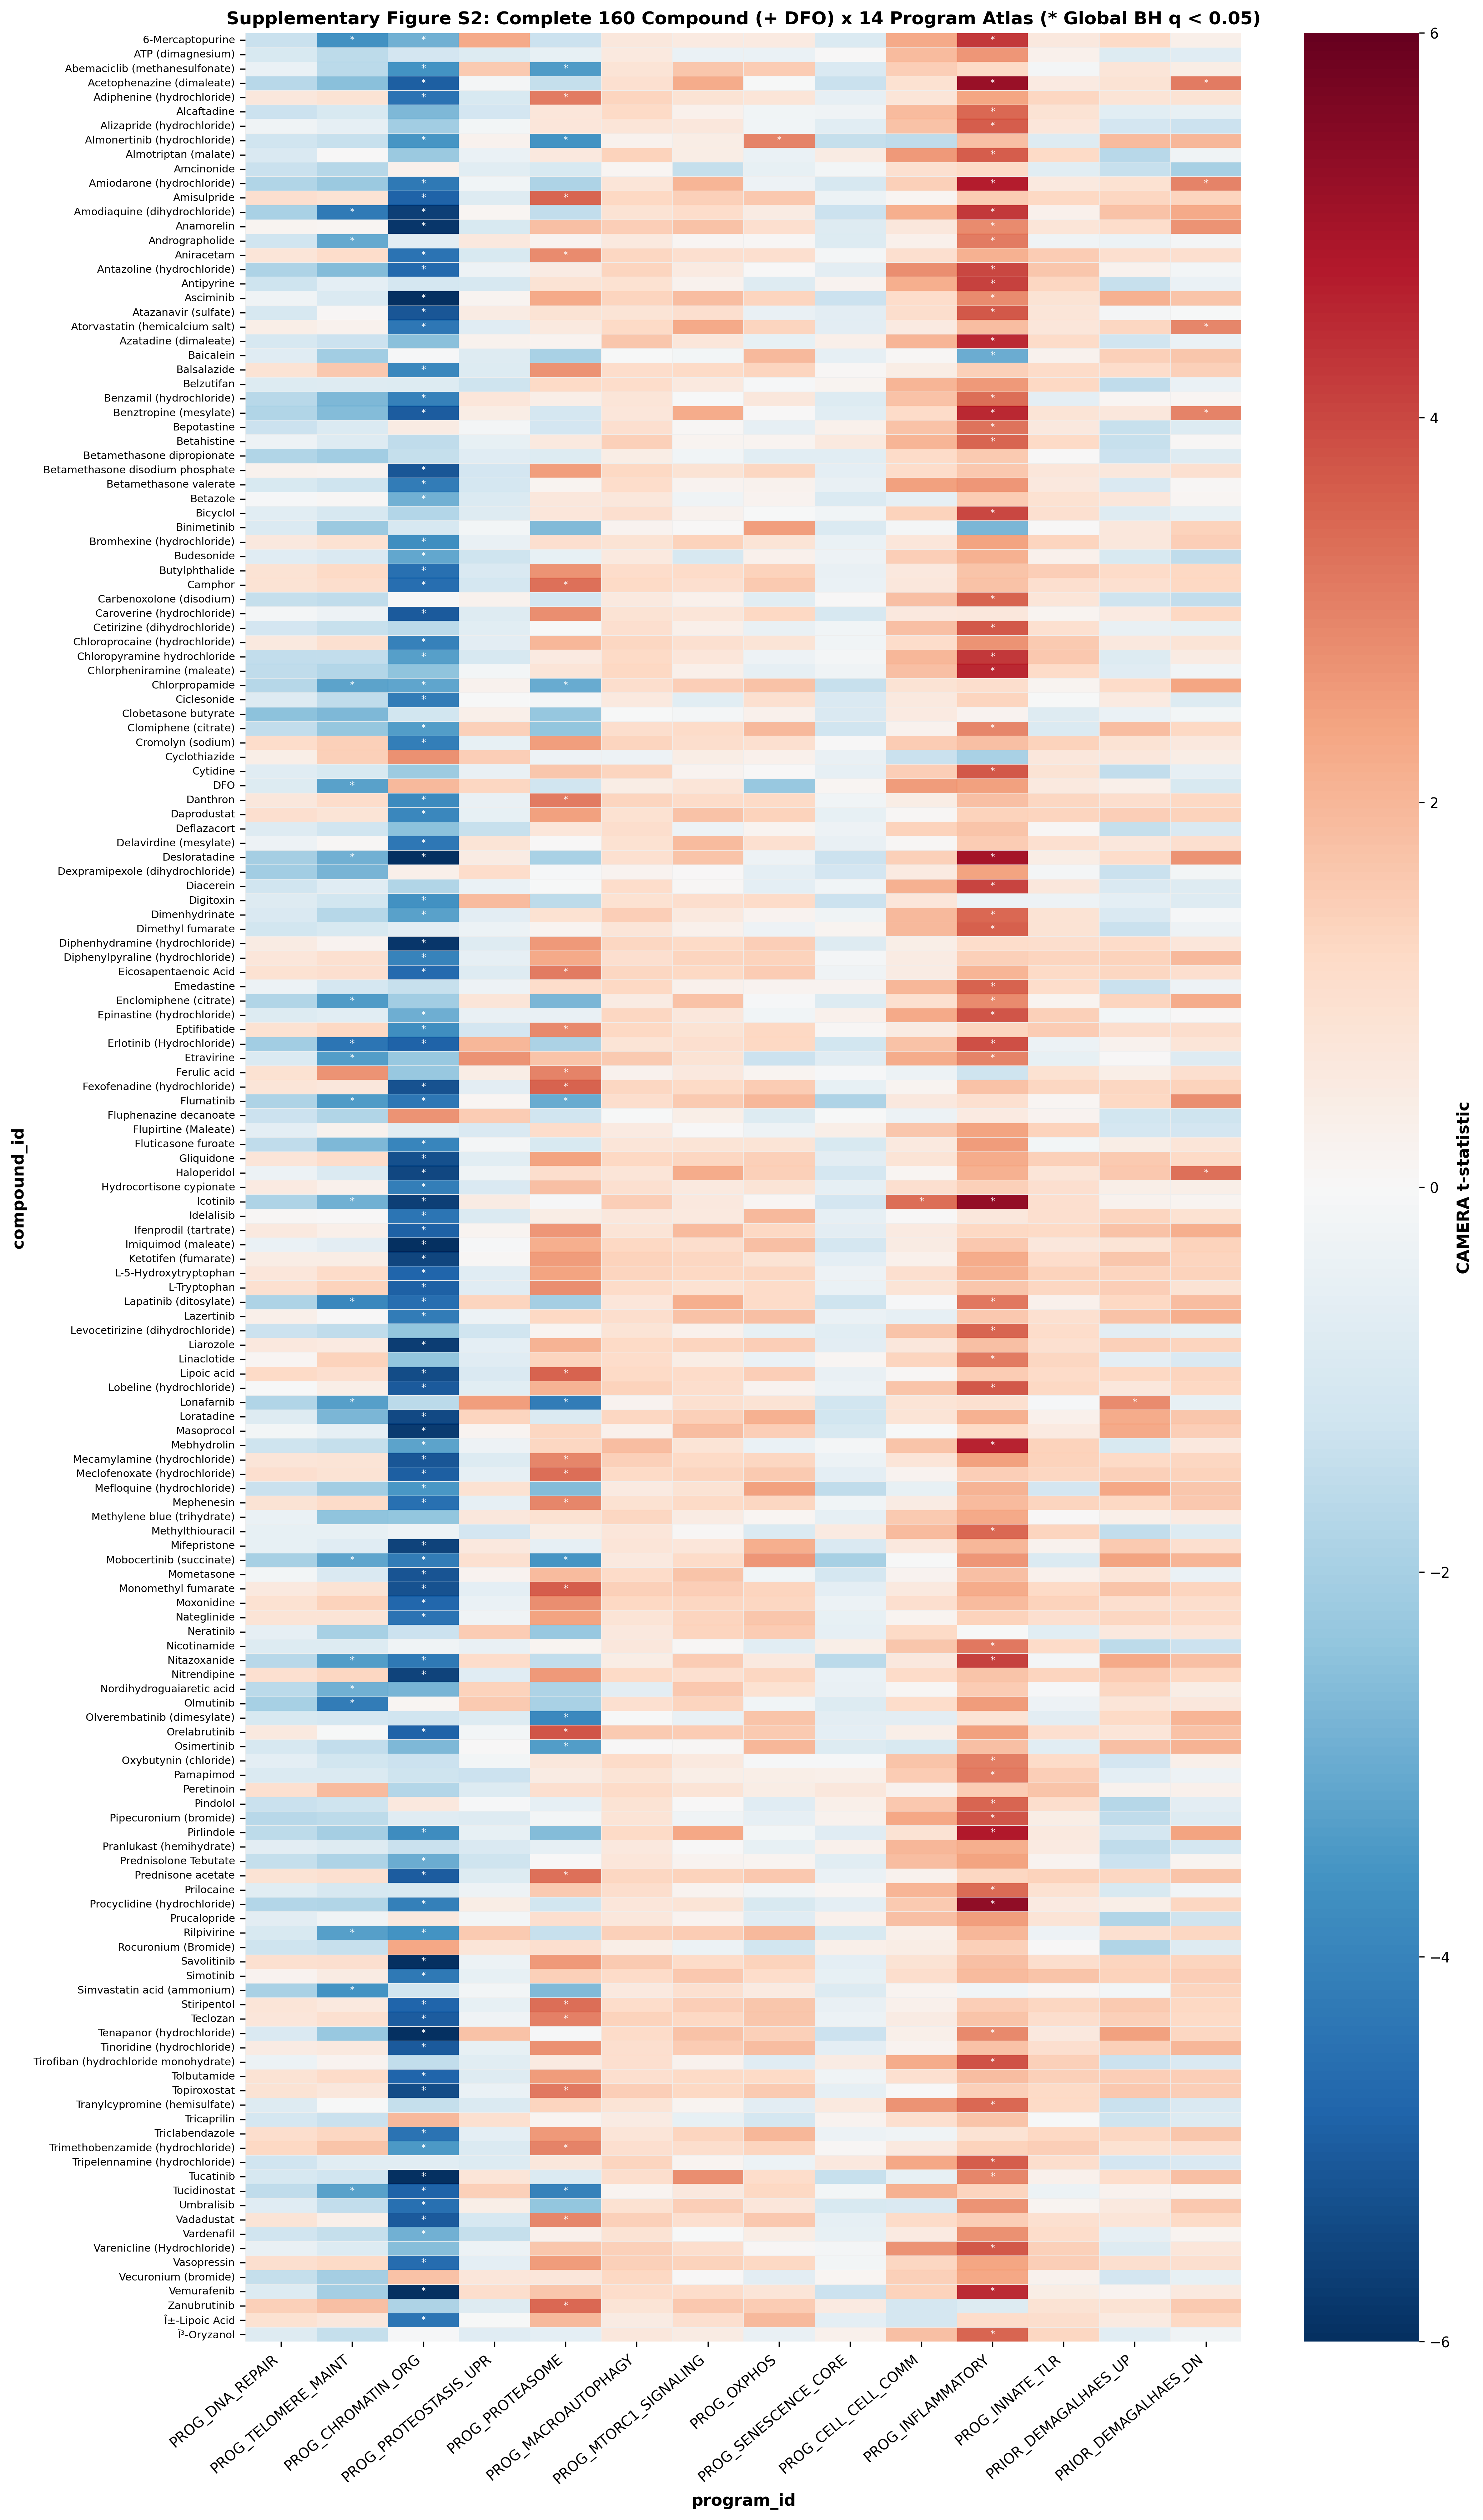 Supplementary Figure S2: Complete 160 Compound (+ DFO) x 14 Program Atlas (* Global BH q < 0.05)
6-Mercaptopurine
ATP (dimagnesium)
Abemaciclib (methanesulfonate)
Acetophenazine (dimaleate)
Adiphenine (hydrochloride)
Alcaftadine
Alizapride (hydrochloride)
Almonertinib (hydrochloride)
Almotriptan (malate)
Amcinonide
Amiodarone (hydrochloride)
Amisulpride
Amodiaquine (dihydrochloride)
Anamorelin
Andrographolide
Aniracetam
Antazoline (hydrochloride)
Antipyrine
Asciminib
Atazanavir (sulfate)
Atorvastatin (hemicalcium salt)
Azatadine (dimaleate)
Baicalein
Balsalazide
Belzutifan
Benzamil (hydrochloride)
Benztropine (mesylate)
Bepotastine
Betahistine
Betamethasone dipropionate
Betamethasone disodium phosphate
Betamethasone valerate
Betazole
Bicyclol
Binimetinib
Bromhexine (hydrochloride)
Budesonide
Butylphthalide
Camphor
Carbenoxolone (disodium)
Caroverine (hydrochloride)
Cetirizine (dihydrochloride)
Chloroprocaine (hydrochloride)
Chloropyramine hydrochloride
Chlorpheniramine (maleate)
Chlorpropamide
Ciclesonide
Clobetasone butyrate
Clomiphene (citrate)
Cromolyn (sodium)
Cyclothiazide
Cytidine
DFO
Danthron
Daprodustat
Deflazacort
Delavirdine (mesylate)
Desloratadine
Dexpramipexole (dihydrochloride)
Diacerein
Digitoxin
Dimenhydrinate
Dimethyl fumarate
Diphenhydramine (hydrochloride)
Diphenylpyraline (hydrochloride)
Eicosapentaenoic Acid
Emedastine
Enclomiphene (citrate)
Epinastine (hydrochloride)
Eptifibatide
Erlotinib (Hydrochloride)
Etravirine
Ferulic acid
Fexofenadine (hydrochloride)
Flumatinib
Fluphenazine decanoate
Flupirtine (Maleate)
Fluticasone furoate
Gliquidone
Haloperidol
Hydrocortisone cypionate
Icotinib
Idelalisib
Ifenprodil (tartrate)
Imiquimod (maleate)
Ketotifen (fumarate)
L-5-Hydroxytryptophan
L-Tryptophan
Lapatinib (ditosylate)
Lazertinib
Levocetirizine (dihydrochloride)
Liarozole
Linaclotide
Lipoic acid
Lobeline (hydrochloride)
Lonafarnib
Loratadine
Masoprocol
Mebhydrolin
Mecamylamine (hydrochloride)
Meclofenoxate (hydrochloride)
Mefloquine (hydrochloride)
Mephenesin
Methylene blue (trihydrate)
Methylthiouracil
Mifepristone
Mobocertinib (succinate)
Mometasone
Monomethyl fumarate
Moxonidine
Nateglinide
Neratinib
Nicotinamide
Nitazoxanide
Nitrendipine
Nordihydroguaiaretic acid
Olmutinib
Olverembatinib (dimesylate)
Orelabrutinib
Osimertinib
Oxybutynin (chloride)
Pamapimod
Peretinoin
Pindolol
Pipecuronium (bromide)
Pirlindole
Pranlukast (hemihydrate)
Prednisolone Tebutate
Prednisone acetate
Prilocaine
Procyclidine (hydrochloride)
Prucalopride
Rilpivirine
Rocuronium (Bromide)
Savolitinib
Simotinib
Simvastatin acid (ammonium)
Stiripentol
Teclozan
Tenapanor (hydrochloride)
Tinoridine (hydrochloride)
Tirofiban (hydrochloride monohydrate)
Tolbutamide
Topiroxostat
Tranylcypromine (hemisulfate)
Tricaprilin
Triclabendazole
Trimethobenzamide (hydrochloride)
Tripelennamine (hydrochloride)
Tucatinib
Tucidinostat
Umbralisib
Vadadustat
Vardenafil
Varenicline (Hydrochloride)
Vasopressin
Vecuronium (bromide)
Vemurafenib
Zanubrutinib
Î±-Lipoic Acid
Î³-Oryzanol
compound_id
PROG_DNA_REPAIR
PROG_TELOMERE_MAINT
PROG_CHROMATIN_ORG
PROG_PROTEOSTASIS_UPR
PROG_PROTEASOME
PROG_MACROAUTOPHAGY
PROG_MTORC1_SIGNALING
PROG_OXPHOS
PROG_SENESCENCE_CORE
PROG_CELL_CELL_COMM
PROG_INFLAMMATORY
PROG_INNATE_TLR
PRIOR_DEMAGALHAES_UP
PRIOR_DEMAGALHAES_DN
program_id
6
4
2
0
−2
−4
−6
CAMERA t-statistic